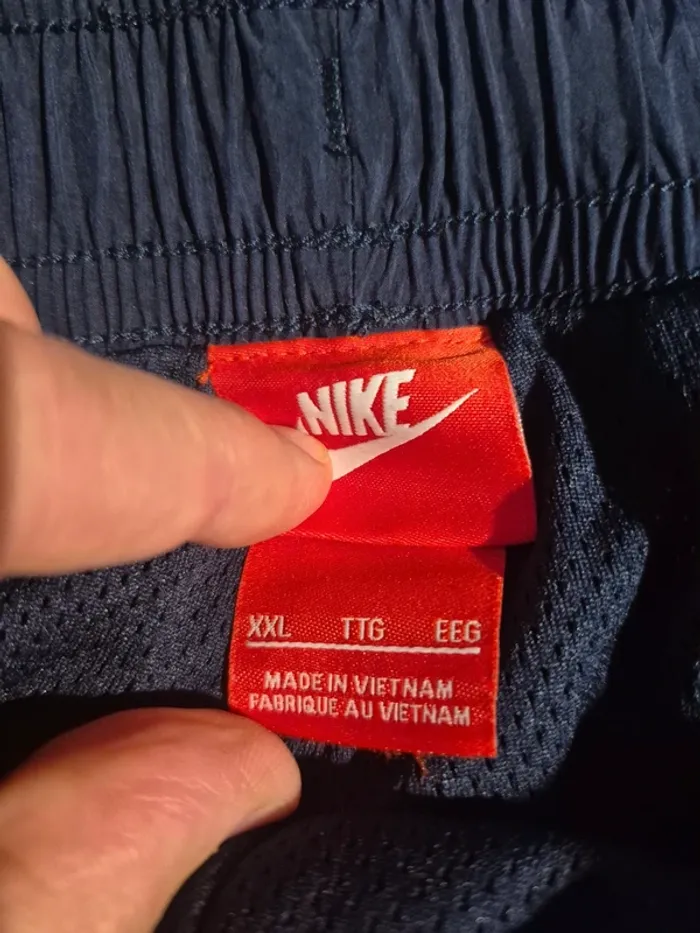 NIKE
XXL TTG EEG
MADE IN VIETNAM
FABRIQUE AU VIETNAM